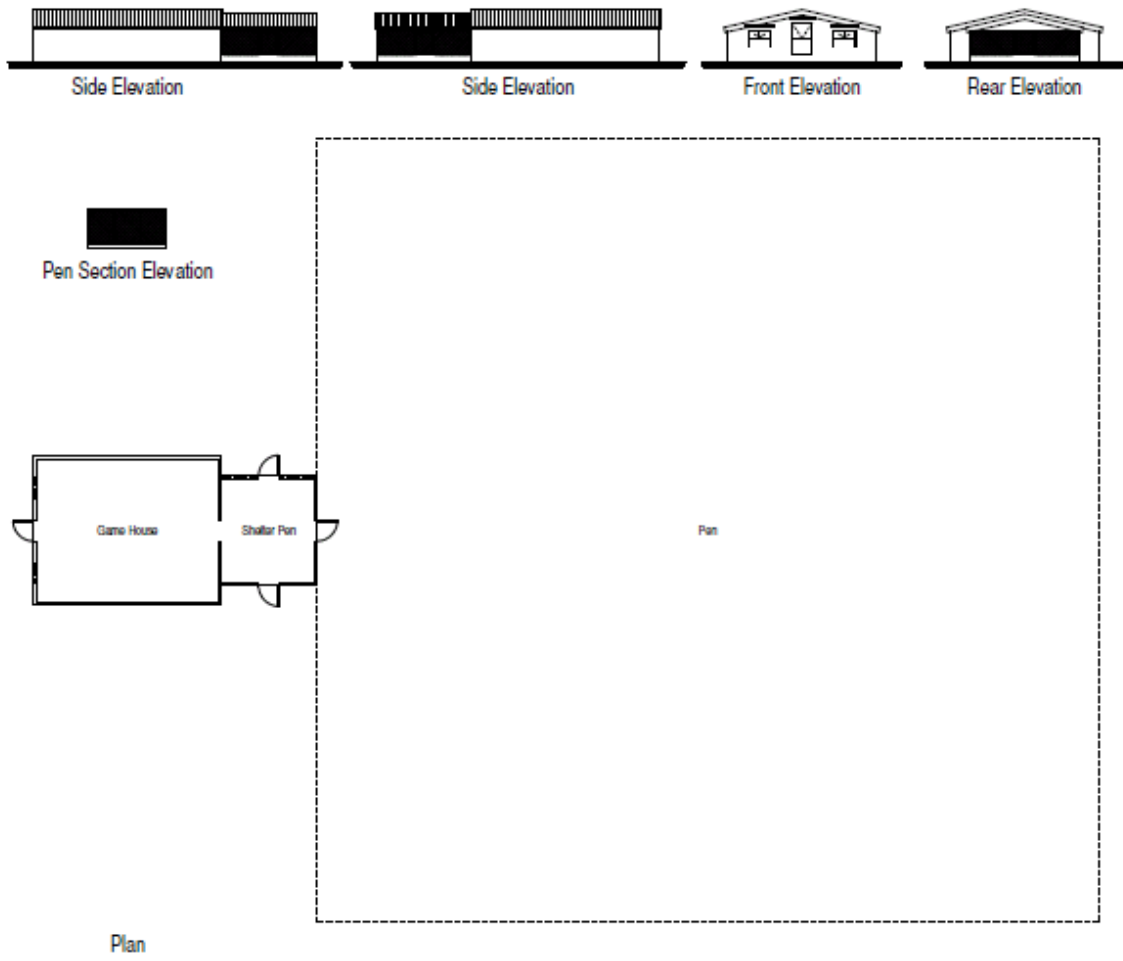 Side Elevation
Side Elevation
Front Elevation
Rear Elevation
Pen Section Elevation
Game House
Shelter Pen
Pen
Plan